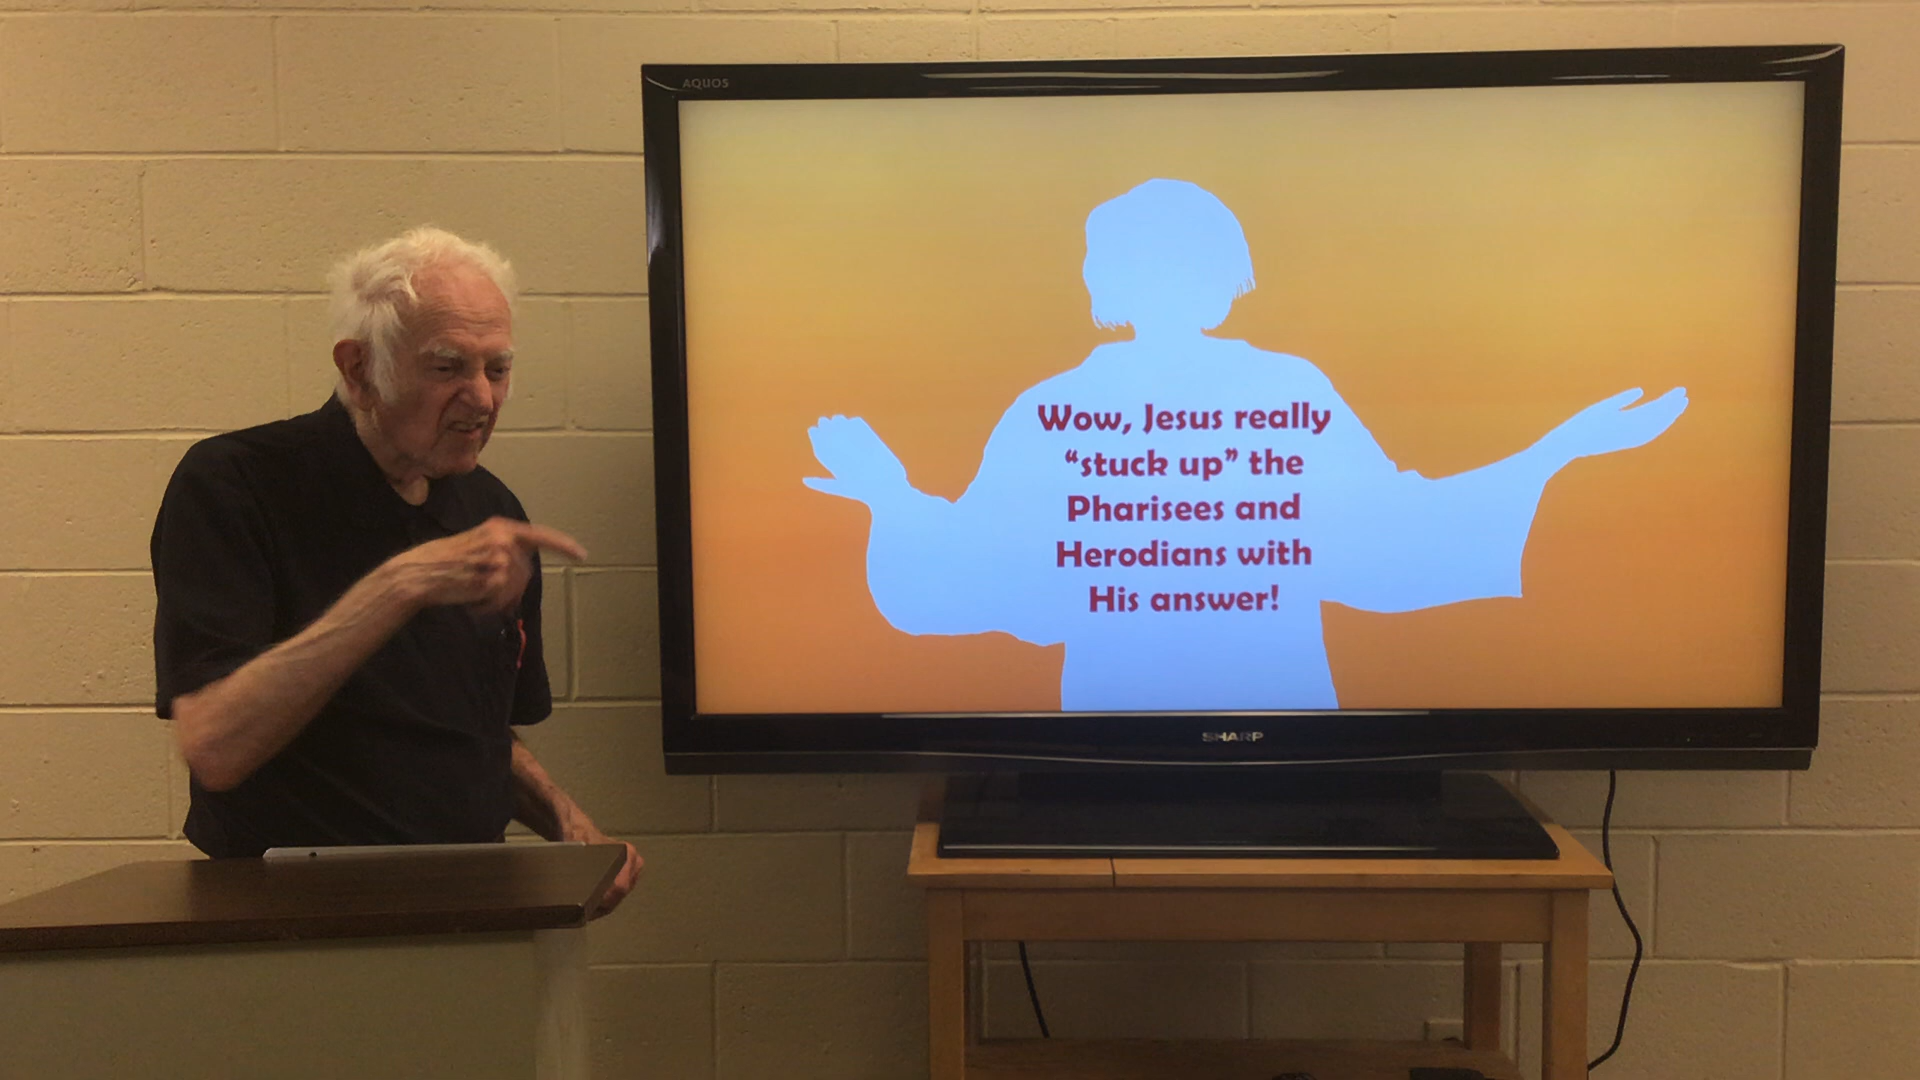 AQUOS
Wow, Jesus really
“stuck up” the
Pharisees and
Herodians with
His answer!
SHARP